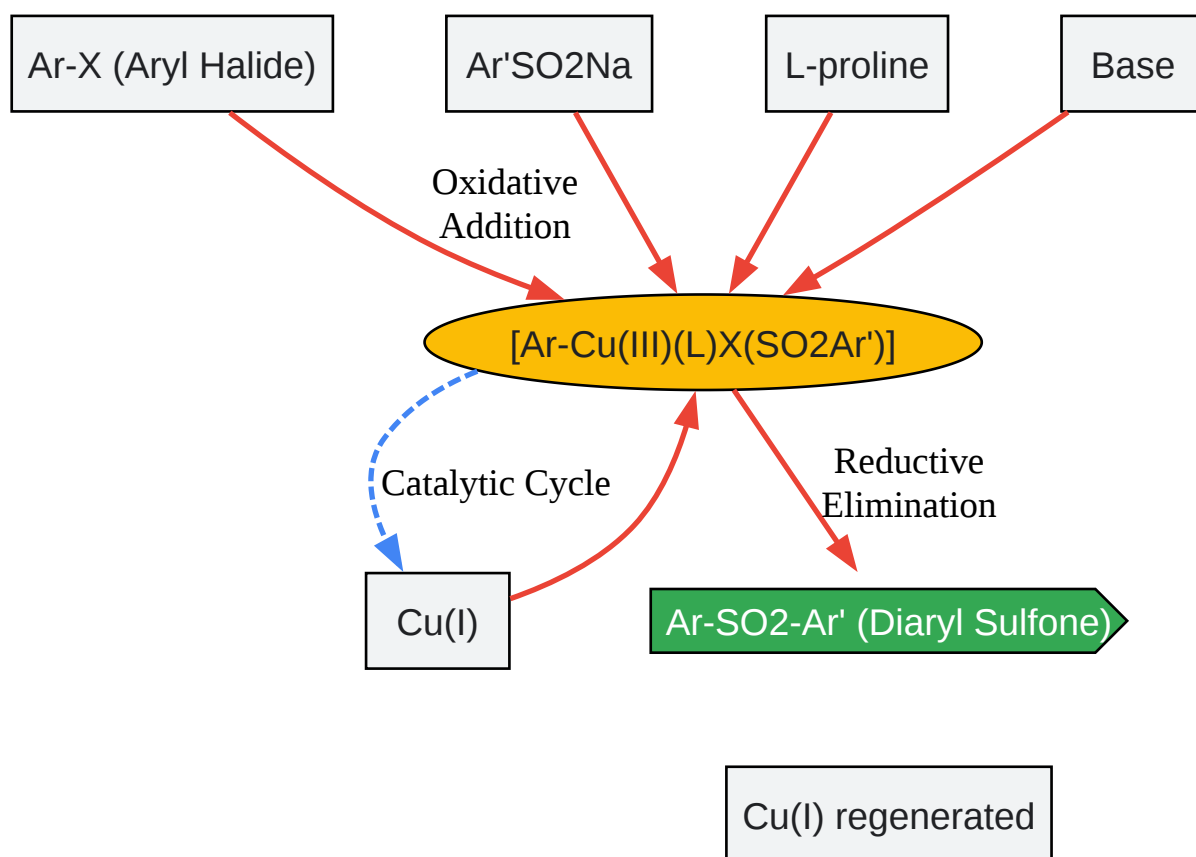 Ar-X (Aryl Halide)
Ar'SO2Na
L-proline
Base
Oxidative
Addition
[Ar-Cu(III)(L)X(SO2Ar')]
Catalytic Cycle
Reductive
Elimination
Cu(I)
Ar-SO2-Ar' (Diaryl Sulfone)
Cu(I) regenerated